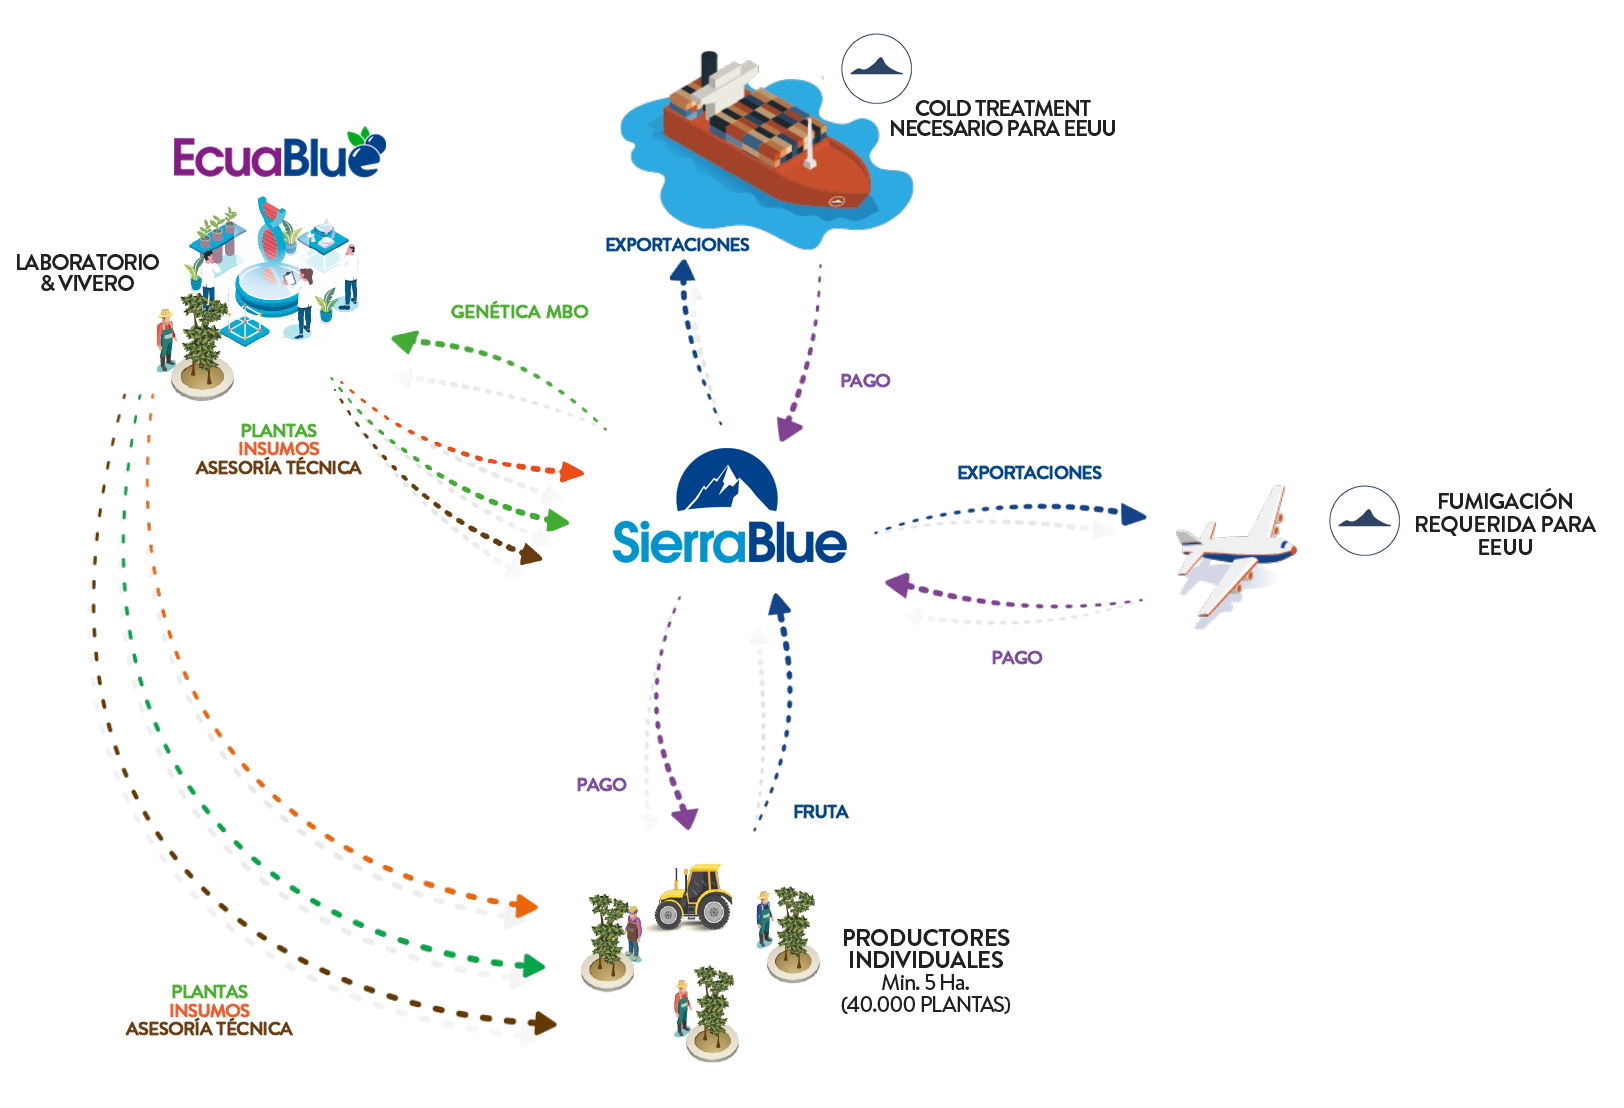 COLD TREATMENT
NECESARIO PARA EEUU
EcuaBlue
LABORATORIO
& VIVERO
EXPORTACIONES
GENÉTICA MBO
PAGO
PLANTAS
INSUMOS
ASESORÍA TÉCNICA
SierraBlue
EXPORTACIONES
FUMIGACIÓN
REQUERIDA PARA
EEUU
PAGO
PAGO
FRUTA
PRODUCTORES
INDIVIDUALES
Min. 5 Ha.
(40.000 PLANTAS)
PLANTAS
INSUMOS
ASESORÍA TÉCNICA